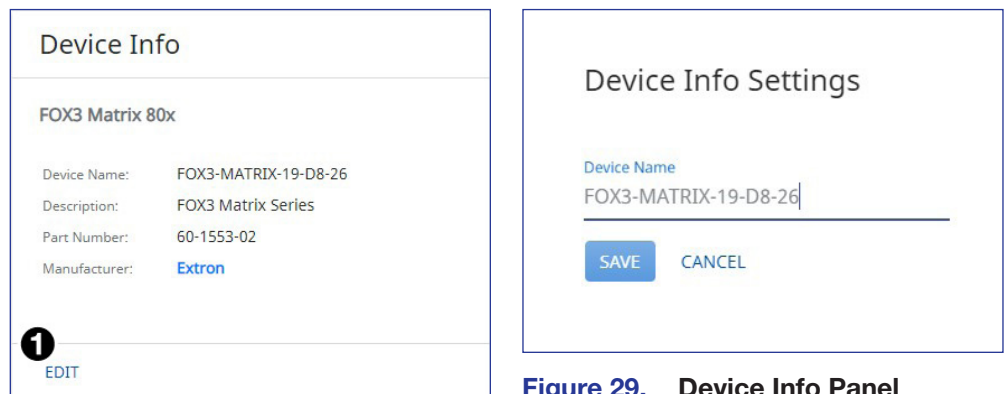 Device Info
FOX3 Matrix 80x
Device Name: FOX3-MATRIX-19-D8-26
Description: FOX3 Matrix Series
Part Number: 60-1553-02
Manufacturer: Extron
1
EDIT
Device Info Settings
Device Name
FOX3-MATRIX-19-D8-26
SAVE CANCEL
Figure 29. Device Info Panel